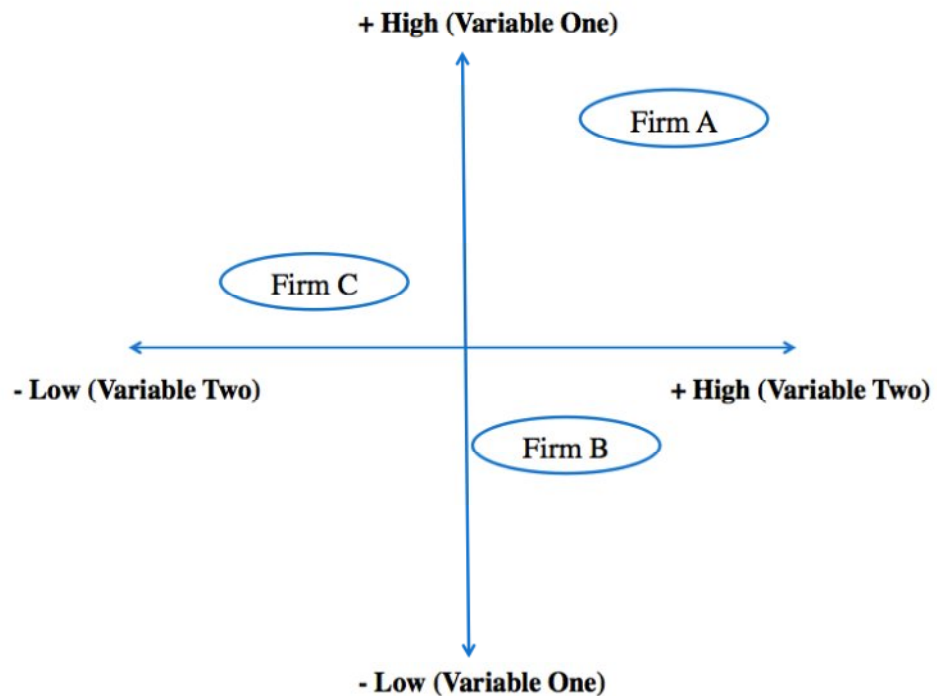 + High (Variable One)
Firm A
Firm C
- Low (Variable Two)
+ High (Variable Two)
Firm B
- Low (Variable One)